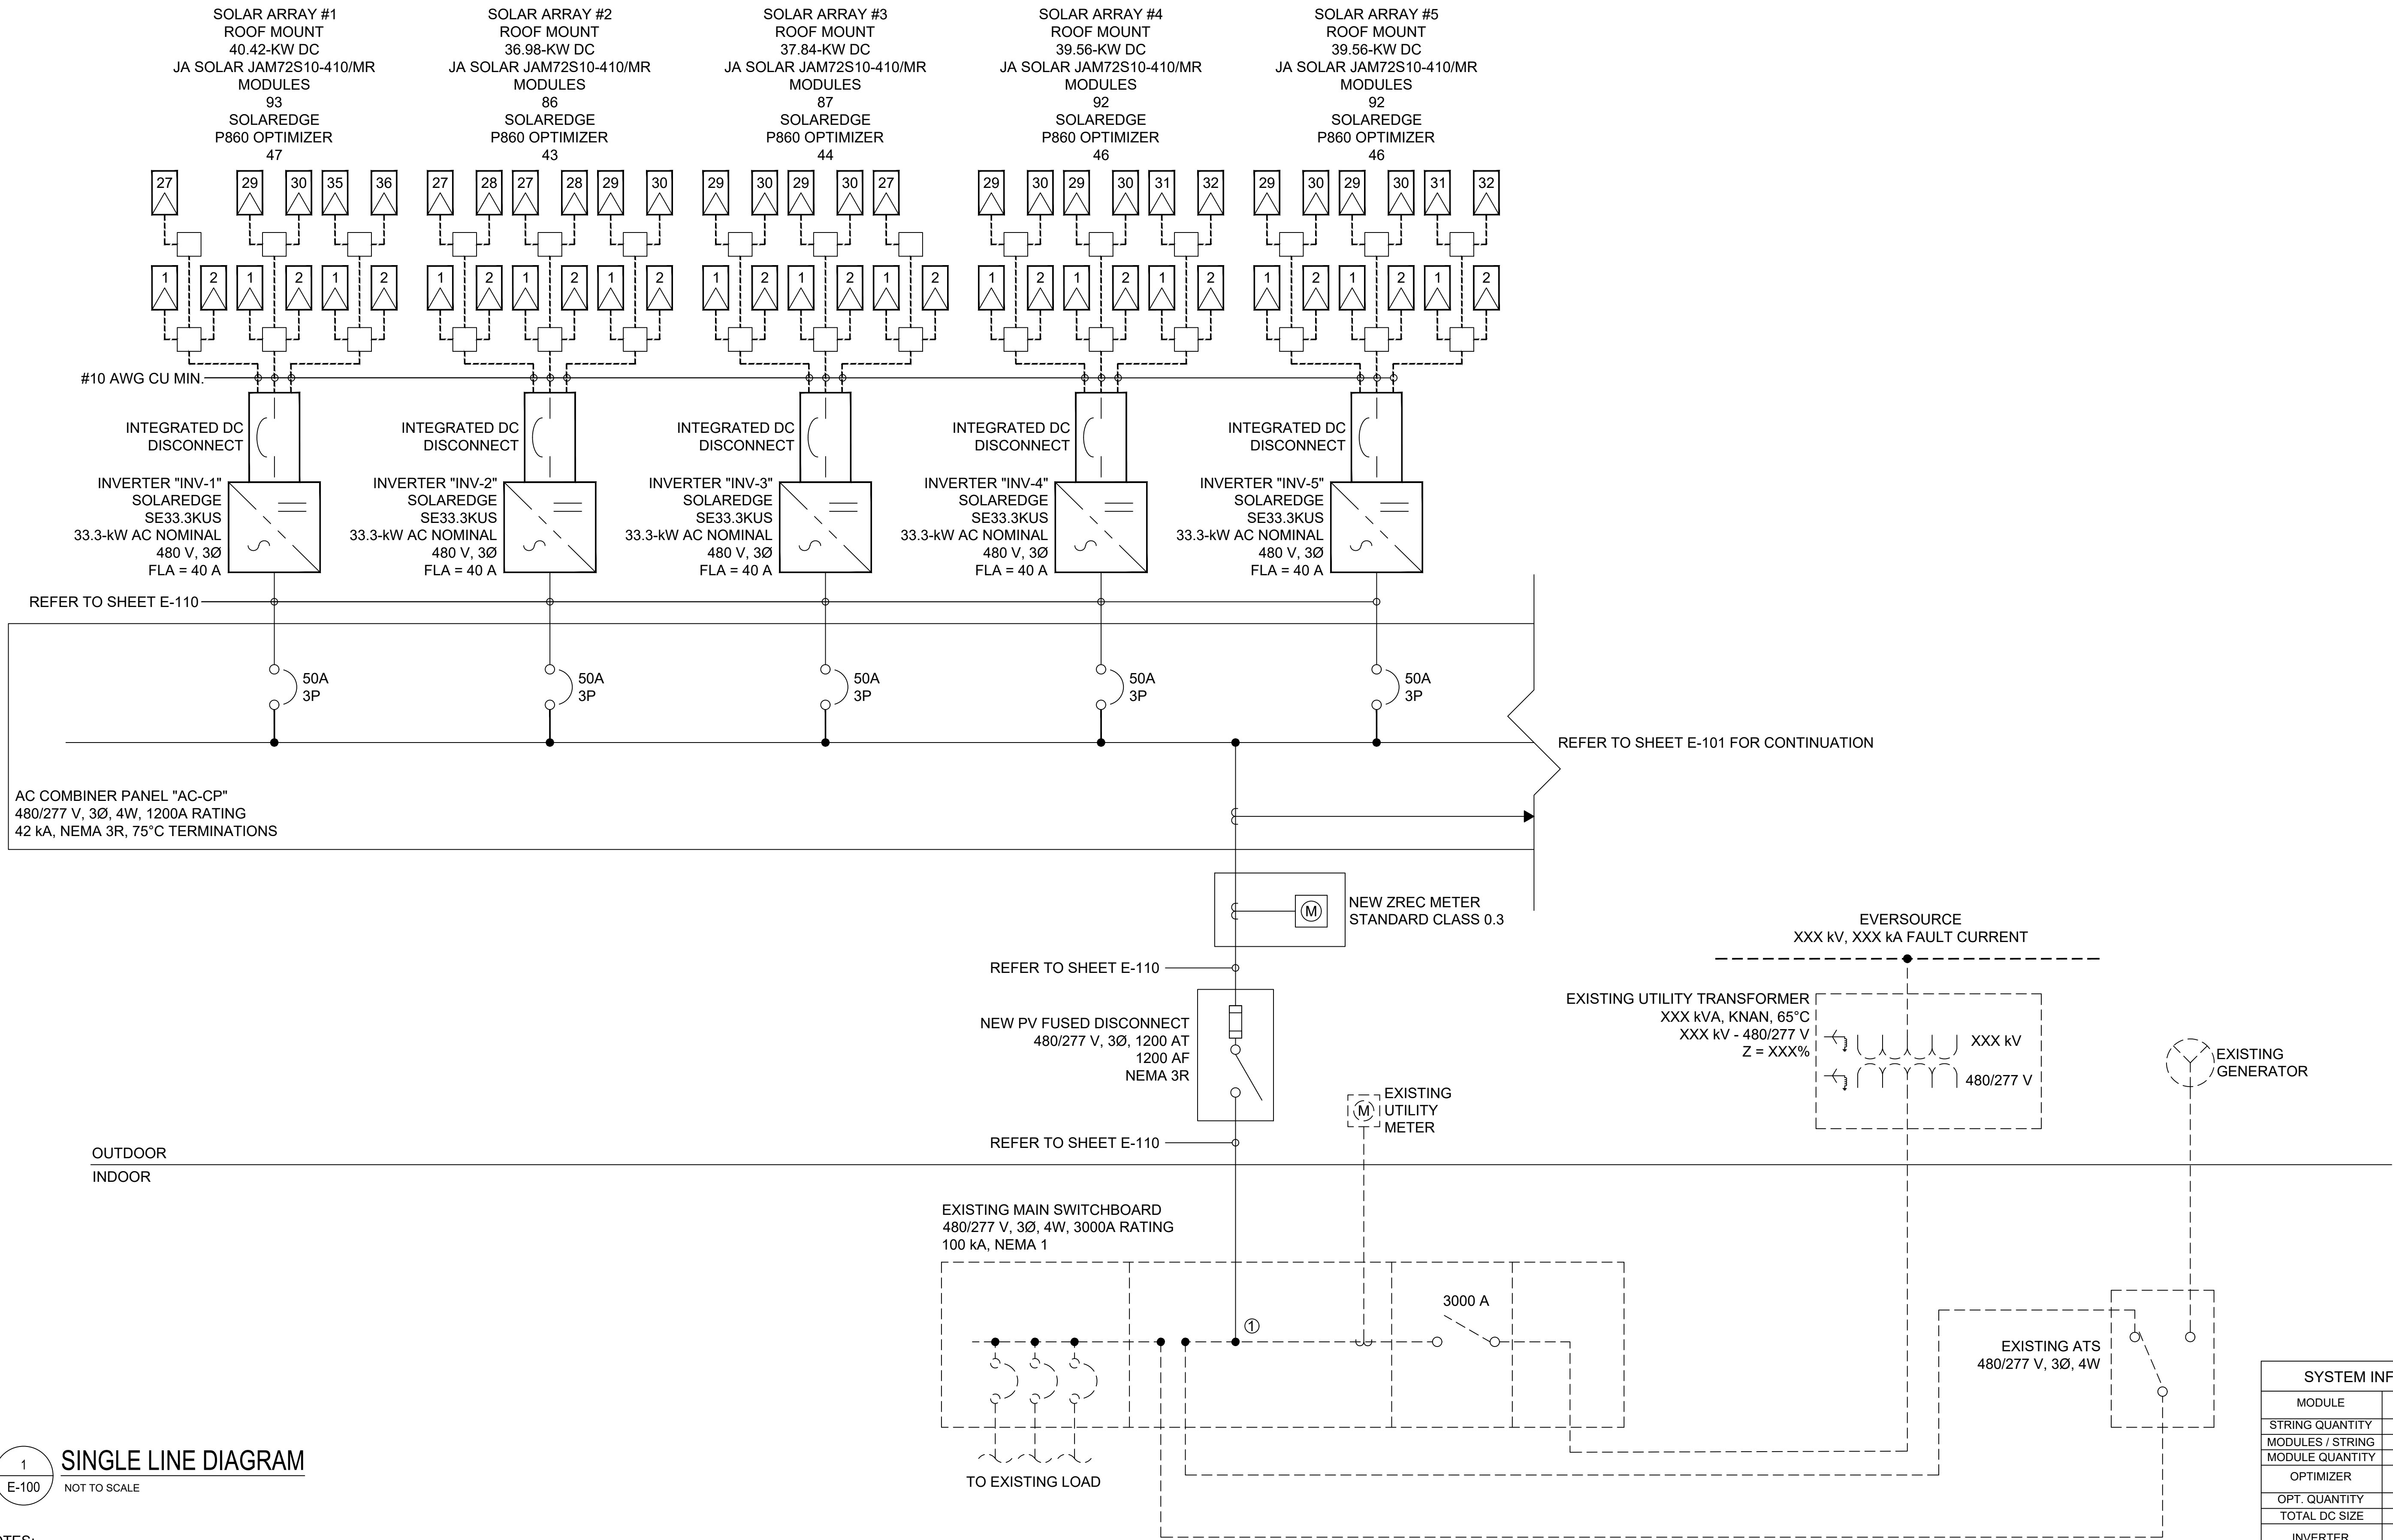 SOLAR ARRAY #1
ROOF MOUNT
40.42-KW DC
JA SOLAR JAM72S10-410/MR
MODULES
93
SOLAREDGE
P860 OPTIMIZER
47
SOLAR ARRAY #2
ROOF MOUNT
36.98-KW DC
JA SOLAR JAM72S10-410/MR
MODULES
86
SOLAREDGE
P860 OPTIMIZER
43
SOLAR ARRAY #3
ROOF MOUNT
37.84-KW DC
JA SOLAR JAM72S10-410/MR
MODULES
87
SOLAREDGE
P860 OPTIMIZER
44
SOLAR ARRAY #4
ROOF MOUNT
39.56-KW DC
JA SOLAR JAM72S10-410/MR
MODULES
92
SOLAREDGE
P860 OPTIMIZER
46
SOLAR ARRAY #5
ROOF MOUNT
39.56-KW DC
JA SOLAR JAM72S10-410/MR
MODULES
92
SOLAREDGE
P860 OPTIMIZER
46
27 29 30 35 36 27 28 27 28 29 30 29 30 29 30 27 29 30 29 30 31 32 29 30 29 30 31 32
1 2 1 2 1 2 1 2 1 2 1 2 1 2 1 2 1 2 1 2 1 2 1 2 1 2 1 2 1 2
#10 AWG CU MIN.
INTEGRATED DC
DISCONNECT
INTEGRATED DC
DISCONNECT
INTEGRATED DC
DISCONNECT
INTEGRATED DC
DISCONNECT
INTEGRATED DC
DISCONNECT
INVERTER "INV-1"
SOLAREDGE
SE33.3KUS
33.3-kW AC NOMINAL
480 V, 3Ø
FLA = 40 A
INVERTER "INV-2"
SOLAREDGE
SE33.3KUS
33.3-kW AC NOMINAL
480 V, 3Ø
FLA = 40 A
INVERTER "INV-3"
SOLAREDGE
SE33.3KUS
33.3-kW AC NOMINAL
480 V, 3Ø
FLA = 40 A
INVERTER "INV-4"
SOLAREDGE
SE33.3KUS
33.3-kW AC NOMINAL
480 V, 3Ø
FLA = 40 A
INVERTER "INV-5"
SOLAREDGE
SE33.3KUS
33.3-kW AC NOMINAL
480 V, 3Ø
FLA = 40 A
REFER TO SHEET E-110
50A
3P
50A
3P
50A
3P
50A
3P
50A
3P
REFER TO SHEET E-101 FOR CONTINUATION
AC COMBINER PANEL "AC-CP"
480/277 V, 3Ø, 4W, 1200A RATING
42 kA, NEMA 3R, 75°C TERMINATIONS
M
NEW ZREC METER
STANDARD CLASS 0.3
REFER TO SHEET E-110
EVERSOURCE
XXX kV, XXX kA FAULT CURRENT
NEW PV FUSED DISCONNECT
480/277 V, 3Ø, 1200 AT
1200 AF
NEMA 3R
EXISTING UTILITY TRANSFORMER
XXX kVA, KNAN, 65°C
XXX kV - 480/277 V
Z = XXX%
XXX kV
480/277 V
EXISTING
GENERATOR
M
EXISTING
UTILITY
METER
REFER TO SHEET E-110
OUTDOOR
INDOOR
EXISTING MAIN SWITCHBOARD
480/277 V, 3Ø, 4W, 3000A RATING
100 kA, NEMA 1
3000 A
①
EXISTING ATS
480/277 V, 3Ø, 4W
TO EXISTING LOAD
1
E-100
SINGLE LINE DIAGRAM
NOT TO SCALE
SYSTEM INF
MODULE
STRING QUANTITY
MODULES / STRING
MODULE QUANTITY
OPTIMIZER
OPT. QUANTITY
TOTAL DC SIZE
INVERTER